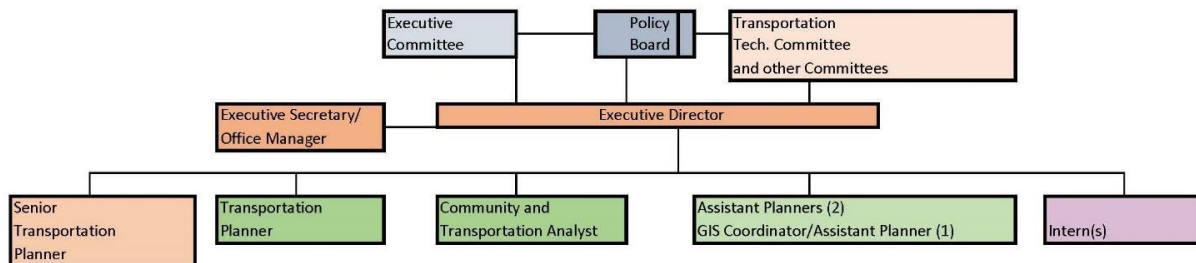 Executive
Committee
Policy
Board
Transportation
Tech. Committee
and other Committees
Executive Secretary/
Office Manager
Executive Director
Senior
Transportation
Planner
Transportation
Planner
Community and
Transportation Analyst
Assistant Planners (2)
GIS Coordinator/Assistant Planner (1)
Intern(s)